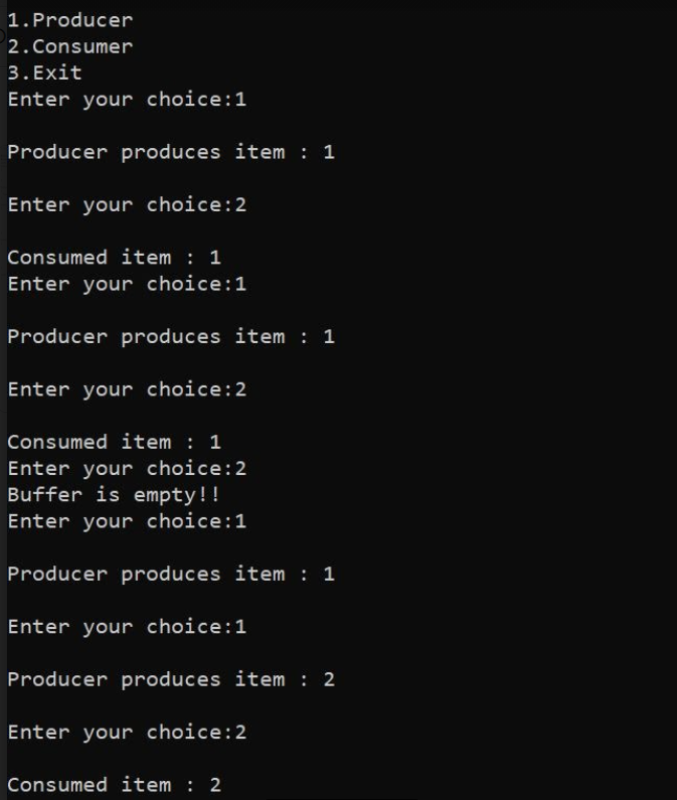 1.Producer
2.Consumer
3.Exit
Enter your choice:1
Producer produces item : 1
Enter your choice:2
Consumed item : 1
Enter your choice:1
Producer produces item : 1
Enter your choice:2
Consumed item : 1
Enter your choice:2
Buffer is empty!!
Enter your choice:1
Producer produces item : 1
Enter your choice:1
Producer produces item : 2
Enter your choice:2
Consumed item : 2